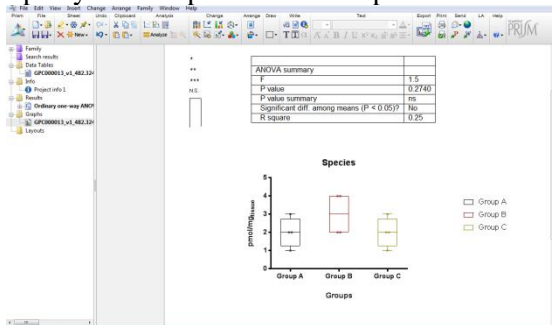 File Edit View Insert Change Arrange Family Window Help
Prism File Sheet Undo Clipboard Analysis Change Arrange Draw Write Text Export Print Send LA Help
New
Analyze
PRISM
Family
Search results
Data Tables
GPC000013_v1_482.324
Info
Project info 1
Results
Ordinary one-way ANOV
Graphs
GPC000013_v1_482.324
Layouts
*
**
***
N.S.
ANOVA summary
F 1.5
P value 0.2740
P value summary ns
Significant diff. among means (P < 0.05)? No
R square 0.25
Species
5
4
3
2
1
0
pmol/mg
Group A Group B Group C
Groups
Group A
Group B
Group C